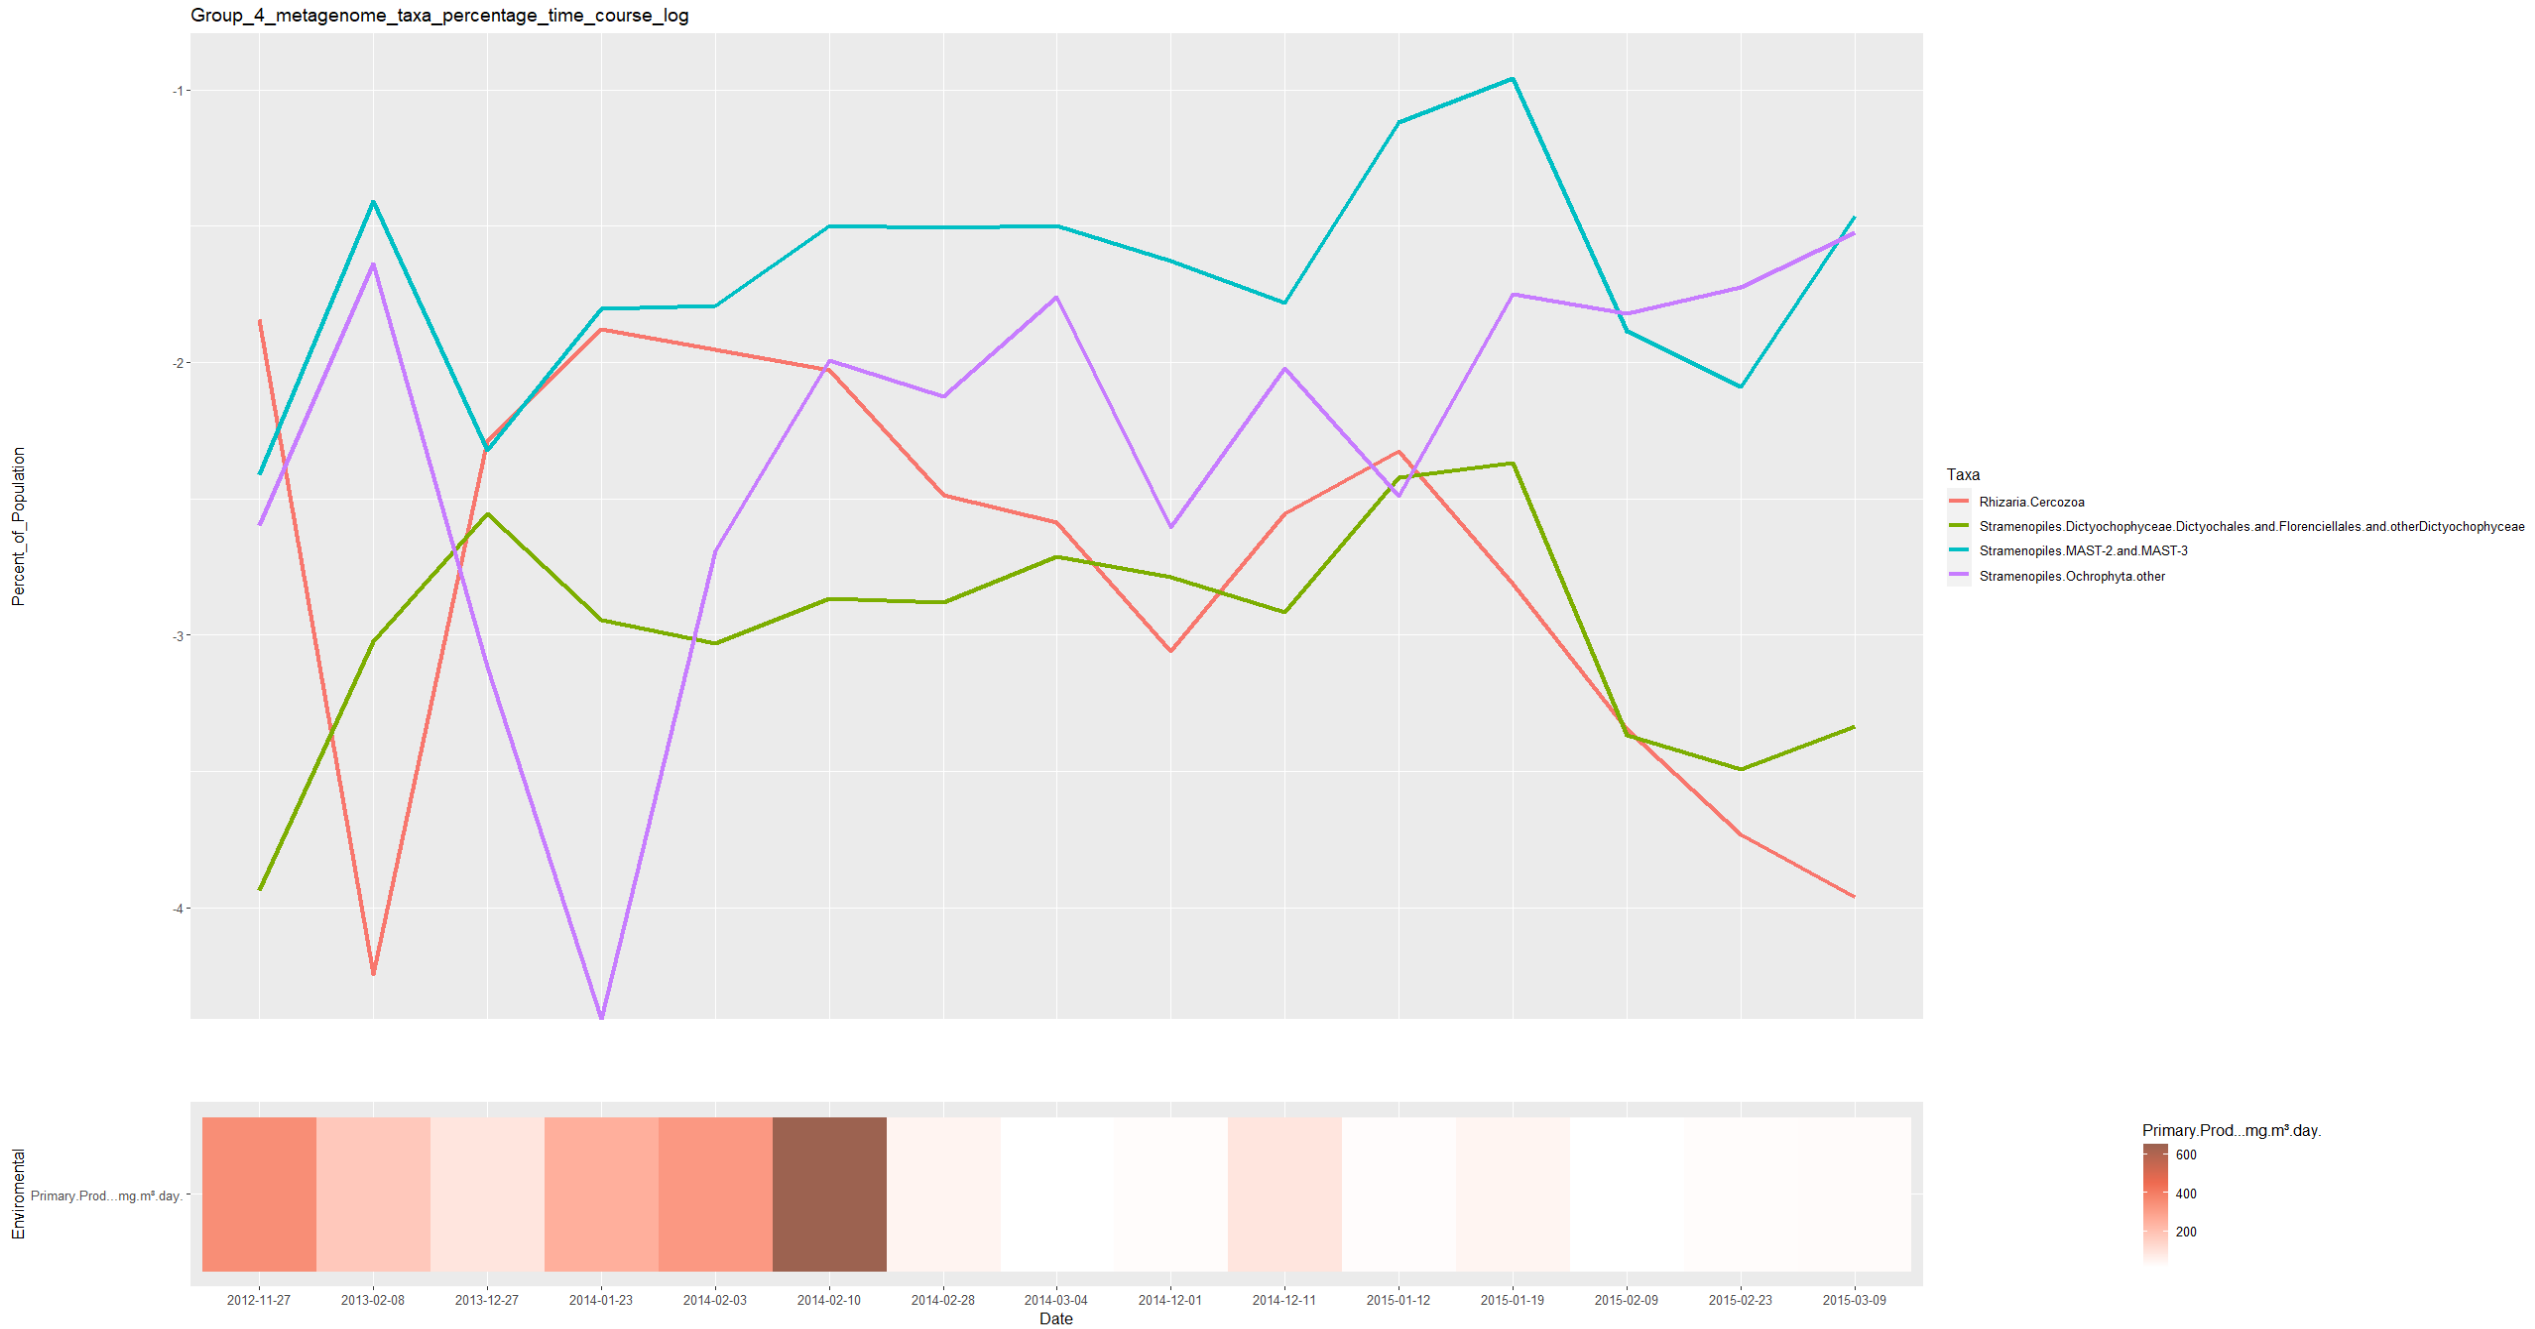 Group_4_metagenome_taxa_percentage_time_course_log
Percent_of_Population
-1
-2
-3
-4
Taxa
Rhizaria.Cercozoa
Stramenopiles.Dictyochophyceae.Dictyochales.and.Florenciellales.and.otherDictyochophyceae
Stramenopiles.MAST-2.and.MAST-3
Stramenopiles.Ochrophyta.other
Enviromental
Primary.Prod...mg.m³.day.
Primary.Prod...mg.m³.day.
600
400
200
2012-11-27 2013-02-08 2013-12-27 2014-01-23 2014-02-03 2014-02-10 2014-02-28 2014-03-04 2014-12-01 2014-12-11 2015-01-12 2015-01-19 2015-02-09 2015-02-23 2015-03-09
Date